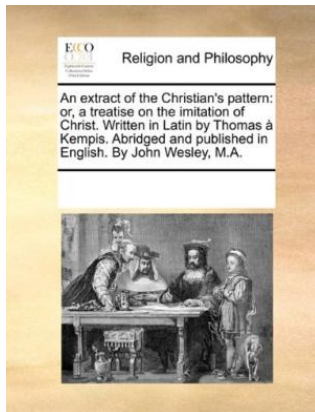 ECCO
Religion and Philosophy
An extract of the Christian's pattern:
or, a treatise on the imitation of
Christ. Written in Latin by Thomas à
Kempis. Abridged and published in
English. By John Wesley, M.A.